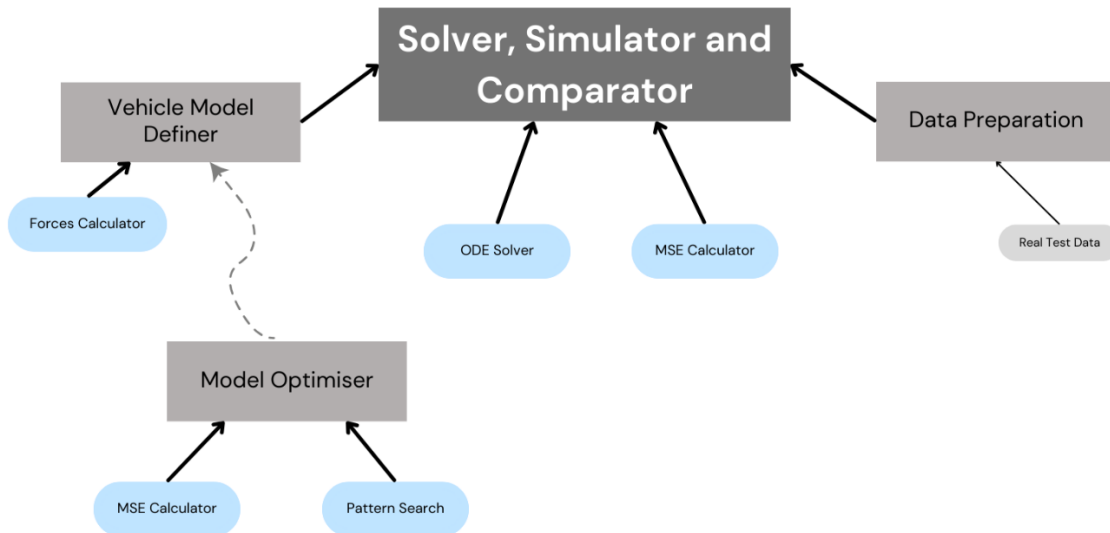 Solver, Simulator and
Comparator
Vehicle Model
Definer
Data Preparation
Forces Calculator
ODE Solver
MSE Calculator
Real Test Data
Model Optimiser
MSE Calculator
Pattern Search